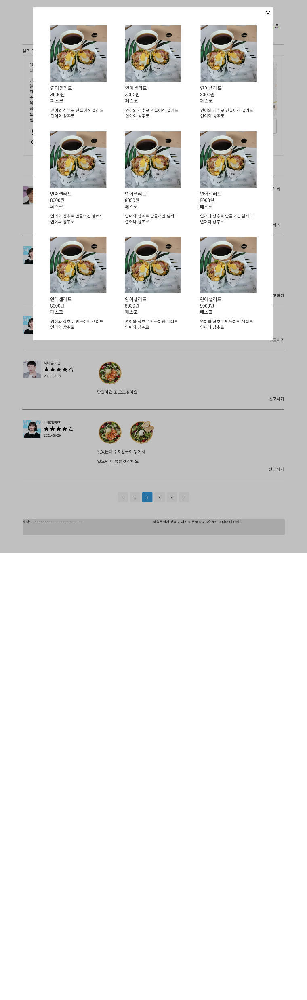 아웃
샐러디
10
비
영
월
화
수
목
금
토
일
연어샐러드
8000원
페스코
연어와 상추로 만들어진 샐러드
연어와 상추로
연어샐러드
8000원
페스코
연어와 상추로 만들어진 샐러드
연어와 상추로
연어샐러드
8000원
페스코
연어와 상추로 만들어진 샐러드
연어와 상추로
연어샐러드
8000원
페스코
연어와 상추로 만들어진 샐러드
연어와 상추로
연어샐러드
8000원
페스코
연어와 상추로 만들어진 샐러드
연어와 상추로
연어샐러드
8000원
페스코
연어와 상추로 만들어진 샐러드
연어와 상추로
삭제
하기
연어샐러드
8000원
페스코
연어와 상추로 만들어진 샐러드
연어와 상추로
연어샐러드
8000원
페스코
연어와 상추로 만들어진 샐러드
연어와 상추로
연어샐러드
8000원
페스코
연어와 상추로 만들어진 샐러드
연어와 상추로
고하기
신고하기
닉네임(비건)
2021-08-29
맛있어요 또 오고싶어요
신고하기
닉네임(비건)
2021-08-29
맛있는데 주차할곳이 없어서
있으면 더 좋을것 같아요
신고하기
< 1 2 3 4 >
채식모아 ~~~~~~~~~~~~~~~~~~~~~~~
서울특별시 강남구 서초동 통영빌딩 8층 하이미디어 아카데미